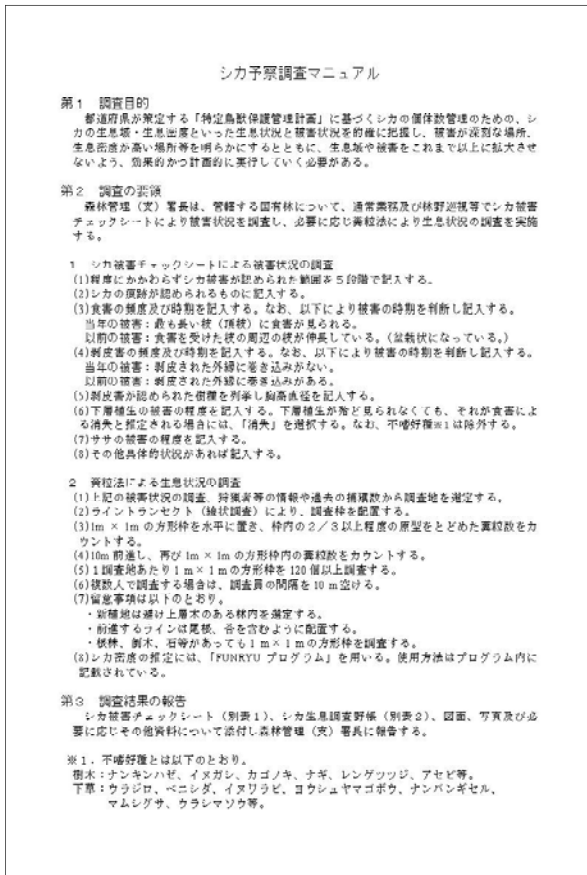 シカ予察調査マニュアル
第1　調査目的
都道府県が策定する「特定鳥獣保護管理計画」に基づくシカの個体数管理のための、シ
カの生息域・生息密度といった生息状況と被害状況を的確に把握し、被害が深刻な場所、
生息密度が高い場所等を明らかにするとともに、生息域や被害をこれまで以上に拡大させ
ないよう、効果的かつ計画的に実行していく必要がある。
第2　調査の要領
森林管理（支）署長は、管轄する国有林について、通常業務及び林野巡視等でシカ被害
チェックシートにより被害状況を調査し、必要に応じ糞粒法により生息状況の調査を実施
する。
1　シカ被害チェックシートによる被害状況の調査
(1)程度にかかわらずシカ被害が認められた範囲を5段階で記入する。
(2)シカの痕跡が認められるものに記入する。
(3)食害の頻度及び時期を記入する。なお、以下により被害の時期を判断し記入する。
当年の被害：最も長い枝（頂枝）に食害が見られる。
以前の被害：食害を受けた枝の周辺の枝が伸長している。（盆栽状になっている。）
(4)剥皮害の頻度及び時期を記入する。なお、以下により被害の時期を判断し記入する。
当年の被害：剥皮された外縁に巻き込みがない。
以前の被害：剥皮された外縁に巻き込みがある。
(5)剥皮害が認められた樹種を列挙し胸高直径を記入する。
(6)下層植生の被害の程度を記入する。下層植生が殆ど見られなくても、それが食害によ
る消失と推定される場合には、「消失」を選択する。なお、不嗜好種※1は除外する。
(7)ササの被害の程度を記入する。
(8)その他具体的状況があれば記入する。
2　糞粒法による生息状況の調査
(1)上記の被害状況の調査、狩猟者等の情報や過去の捕獲数から調査地を選定する。
(2)ライントランセクト（線状調査）により、調査枠を配置する。
(3)1m × 1m の方形枠を水平に置き、枠内の2／3以上程度の原型をとどめた糞粒数をカ
ウントする。
(4)10m 前進し、再び 1m × 1m の方形枠内の糞粒数をカウントする。
(5)1調査地あたり 1 m × 1 m の方形枠を 120 個以上調査する。
(6)複数人で調査する場合は、調査員の間隔を 10 m 空ける。
(7)留意事項は以下のとおり。
・新植地は避け上層木のある林内を選定する。
・前進するラインは尾根、谷を含むように配置する。
・根株、倒木、石等があっても 1 m × 1 m の方形枠を調査する。
(8)シカ密度の推定には、「FUNRYU プログラム」を用いる。使用方法はプログラム内に
記載されている。
第3　調査結果の報告
シカ被害チェックシート（別表1）、シカ生息調査野帳（別表2）、図面、写真及び必
要に応じその他資料について添付し森林管理（支）署長に報告する。
※1．不嗜好種とは以下のとおり。
樹木：ナンキンハゼ、イヌガシ、カゴノキ、ナギ、レンゲツツジ、アセビ等。
下草：ウラジロ、ベニシダ、イヌワラビ、ヨウシュヤマゴボウ、ナンバンギセル、
マムシグサ、ウラシマソウ等。